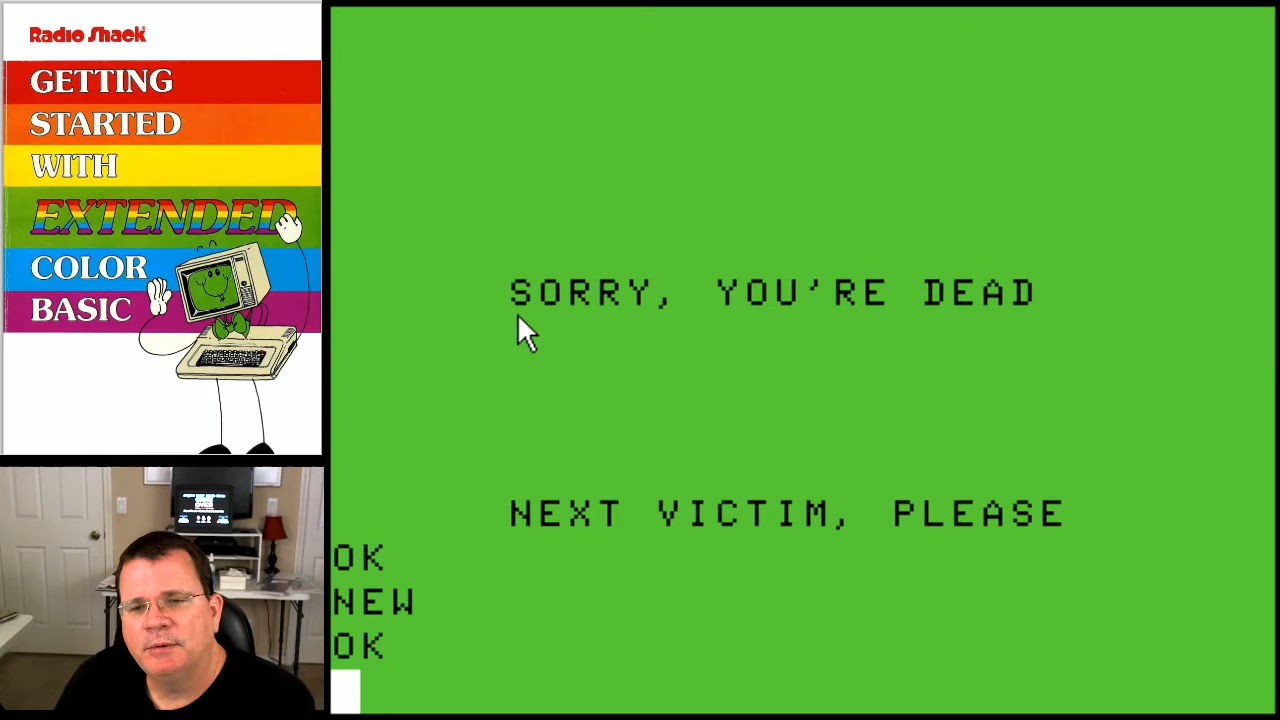 Radio Shack
GETTING
STARTED
WITH
EXTENDED
COLOR
BASIC
SORRY, YOU'RE DEAD
NEXT VICTIM, PLEASE
OK
NEW
OK